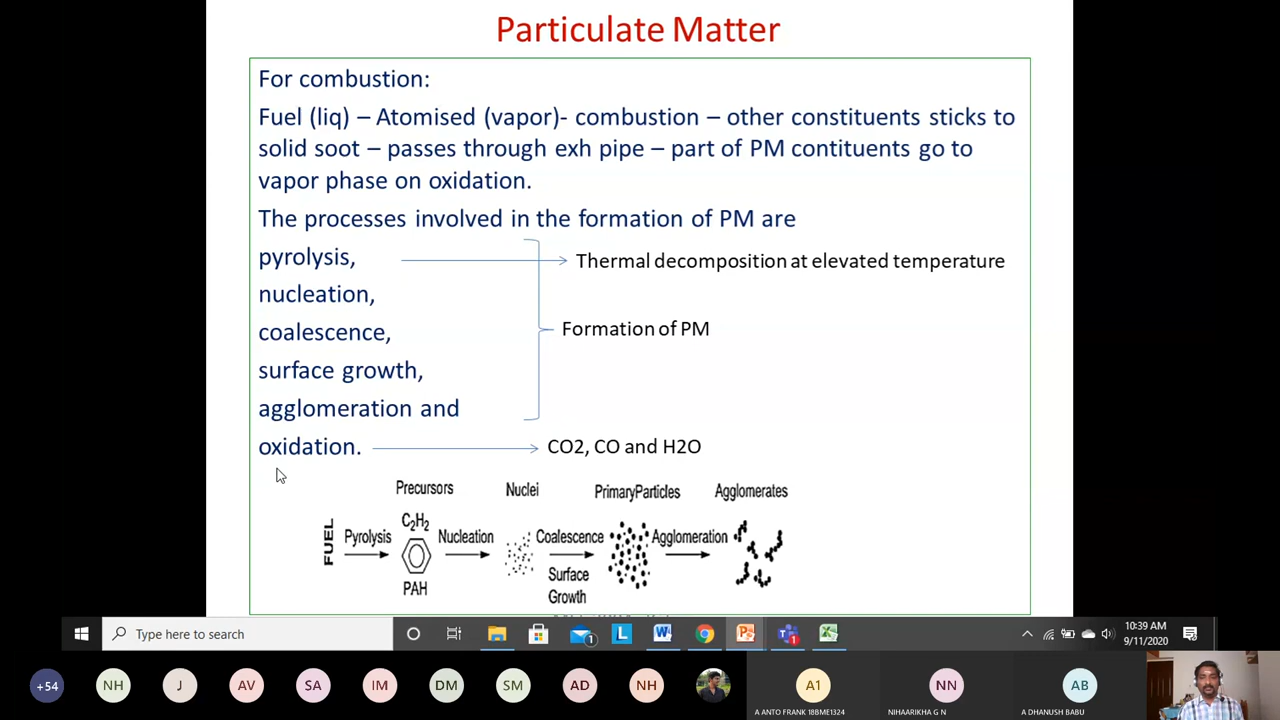 Particulate Matter
For combustion:
Fuel (liq) – Atomised (vapor)- combustion – other constituents sticks to
solid soot – passes through exh pipe – part of PM contituents go to
vapor phase on oxidation.
The processes involved in the formation of PM are
pyrolysis,
Thermal decomposition at elevated temperature
nucleation,
coalescence,
Formation of PM
surface growth,
agglomeration and
oxidation.
CO2, CO and H2O
Precursors
Nuclei
PrimaryParticles
Agglomerates
FUEL
Pyrolysis
C₂H₂
PAH
Nucleation
Coalescence
Surface
Growth
Agglomeration
Type here to search
10:39 AM
9/11/2020
+54
NH
J
AV
SA
IM
DM
SM
AD
NH
A1
A ANTO FRANK 18BME1324
NN
NIHAARIKHA G N
AB
A DHANUSH BABU